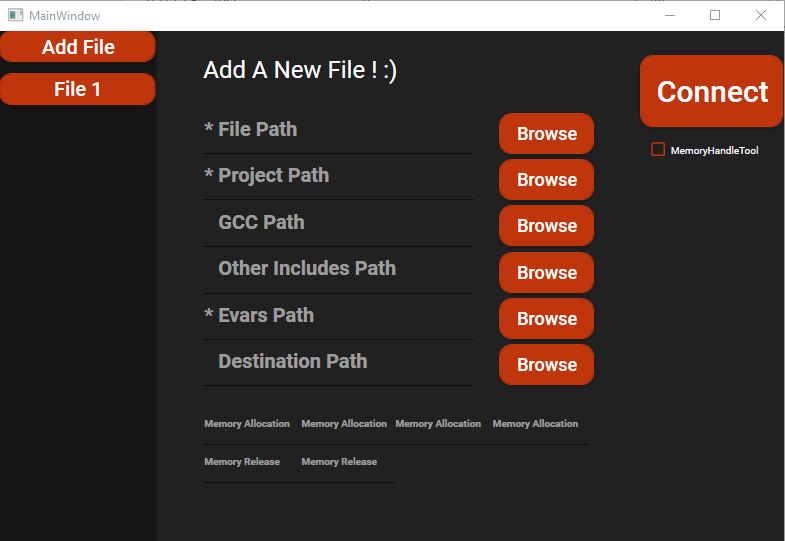 MainWindow
Add File
File 1
Add A New File ! :)
Connect
MemoryHandleTool
* File Path
Browse
* Project Path
Browse
GCC Path
Browse
Other Includes Path
Browse
* Evars Path
Browse
Destination Path
Browse
Memory Allocation Memory Allocation Memory Allocation Memory Allocation
Memory Release Memory Release